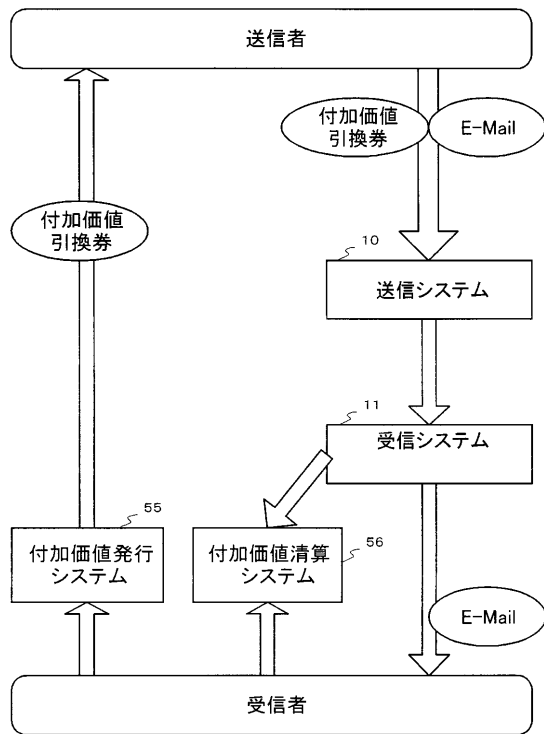 送信者
付加価値
引換券
E-Mail
付加価値
引換券
10
送信システム
11
受信システム
55
付加価値発行
システム
付加価値清算
システム
56
E-Mail
受信者